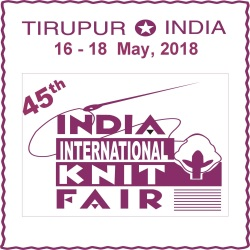 TIRUPUR ✪ INDIA
16 - 18 May, 2018
45th
INDIA
INTERNATIONAL
KNIT
FAIR